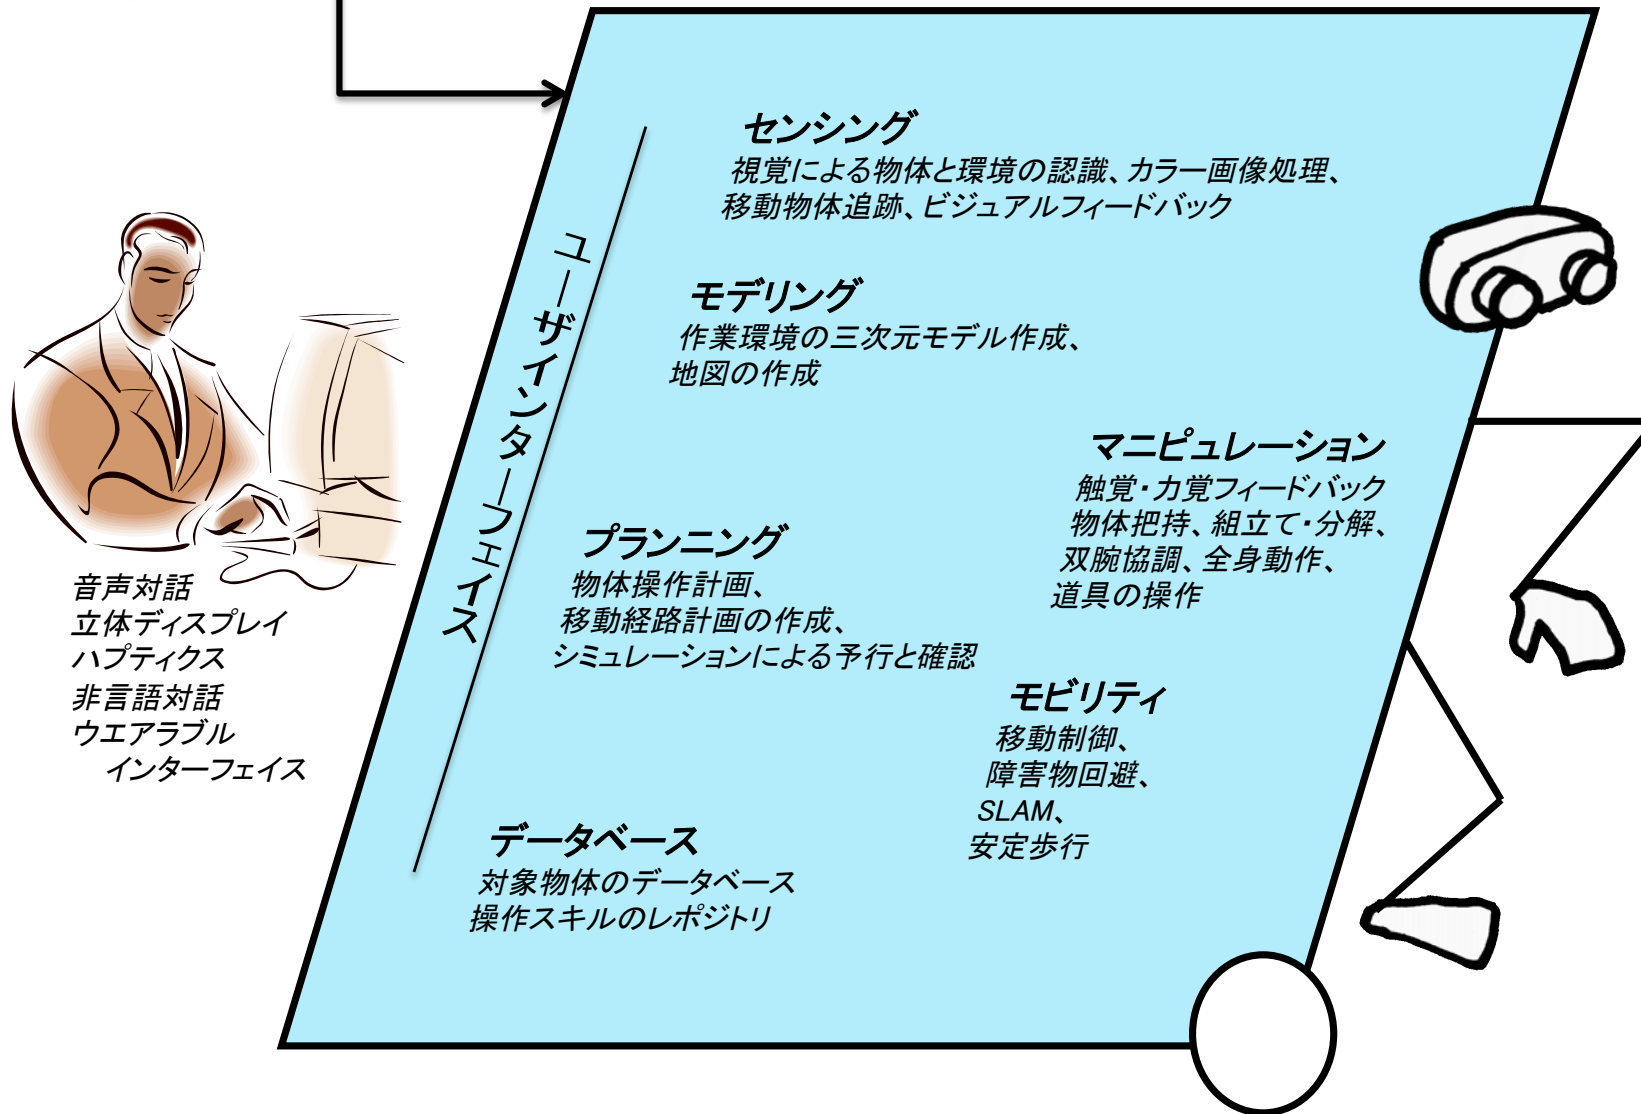 センシング
視覚による物体と環境の認識、カラー画像処理、
移動物体追跡、ビジュアルフィードバック
ユーザインターフェイス
モデリング
作業環境の三次元モデル作成、
地図の作成
マニピュレーション
触覚・力覚フィードバック
物体把持、組立て・分解、
双腕協調、全身動作、
道具の操作
プランニング
物体操作計画、
移動経路計画の作成、
シミュレーションによる予行と確認
音声対話
立体ディスプレイ
ハプティクス
非言語対話
ウエアラブル
インターフェイス
モビリティ
移動制御、
障害物回避、
SLAM、
安定歩行
データベース
対象物体のデータベース
操作スキルのレポジトリ